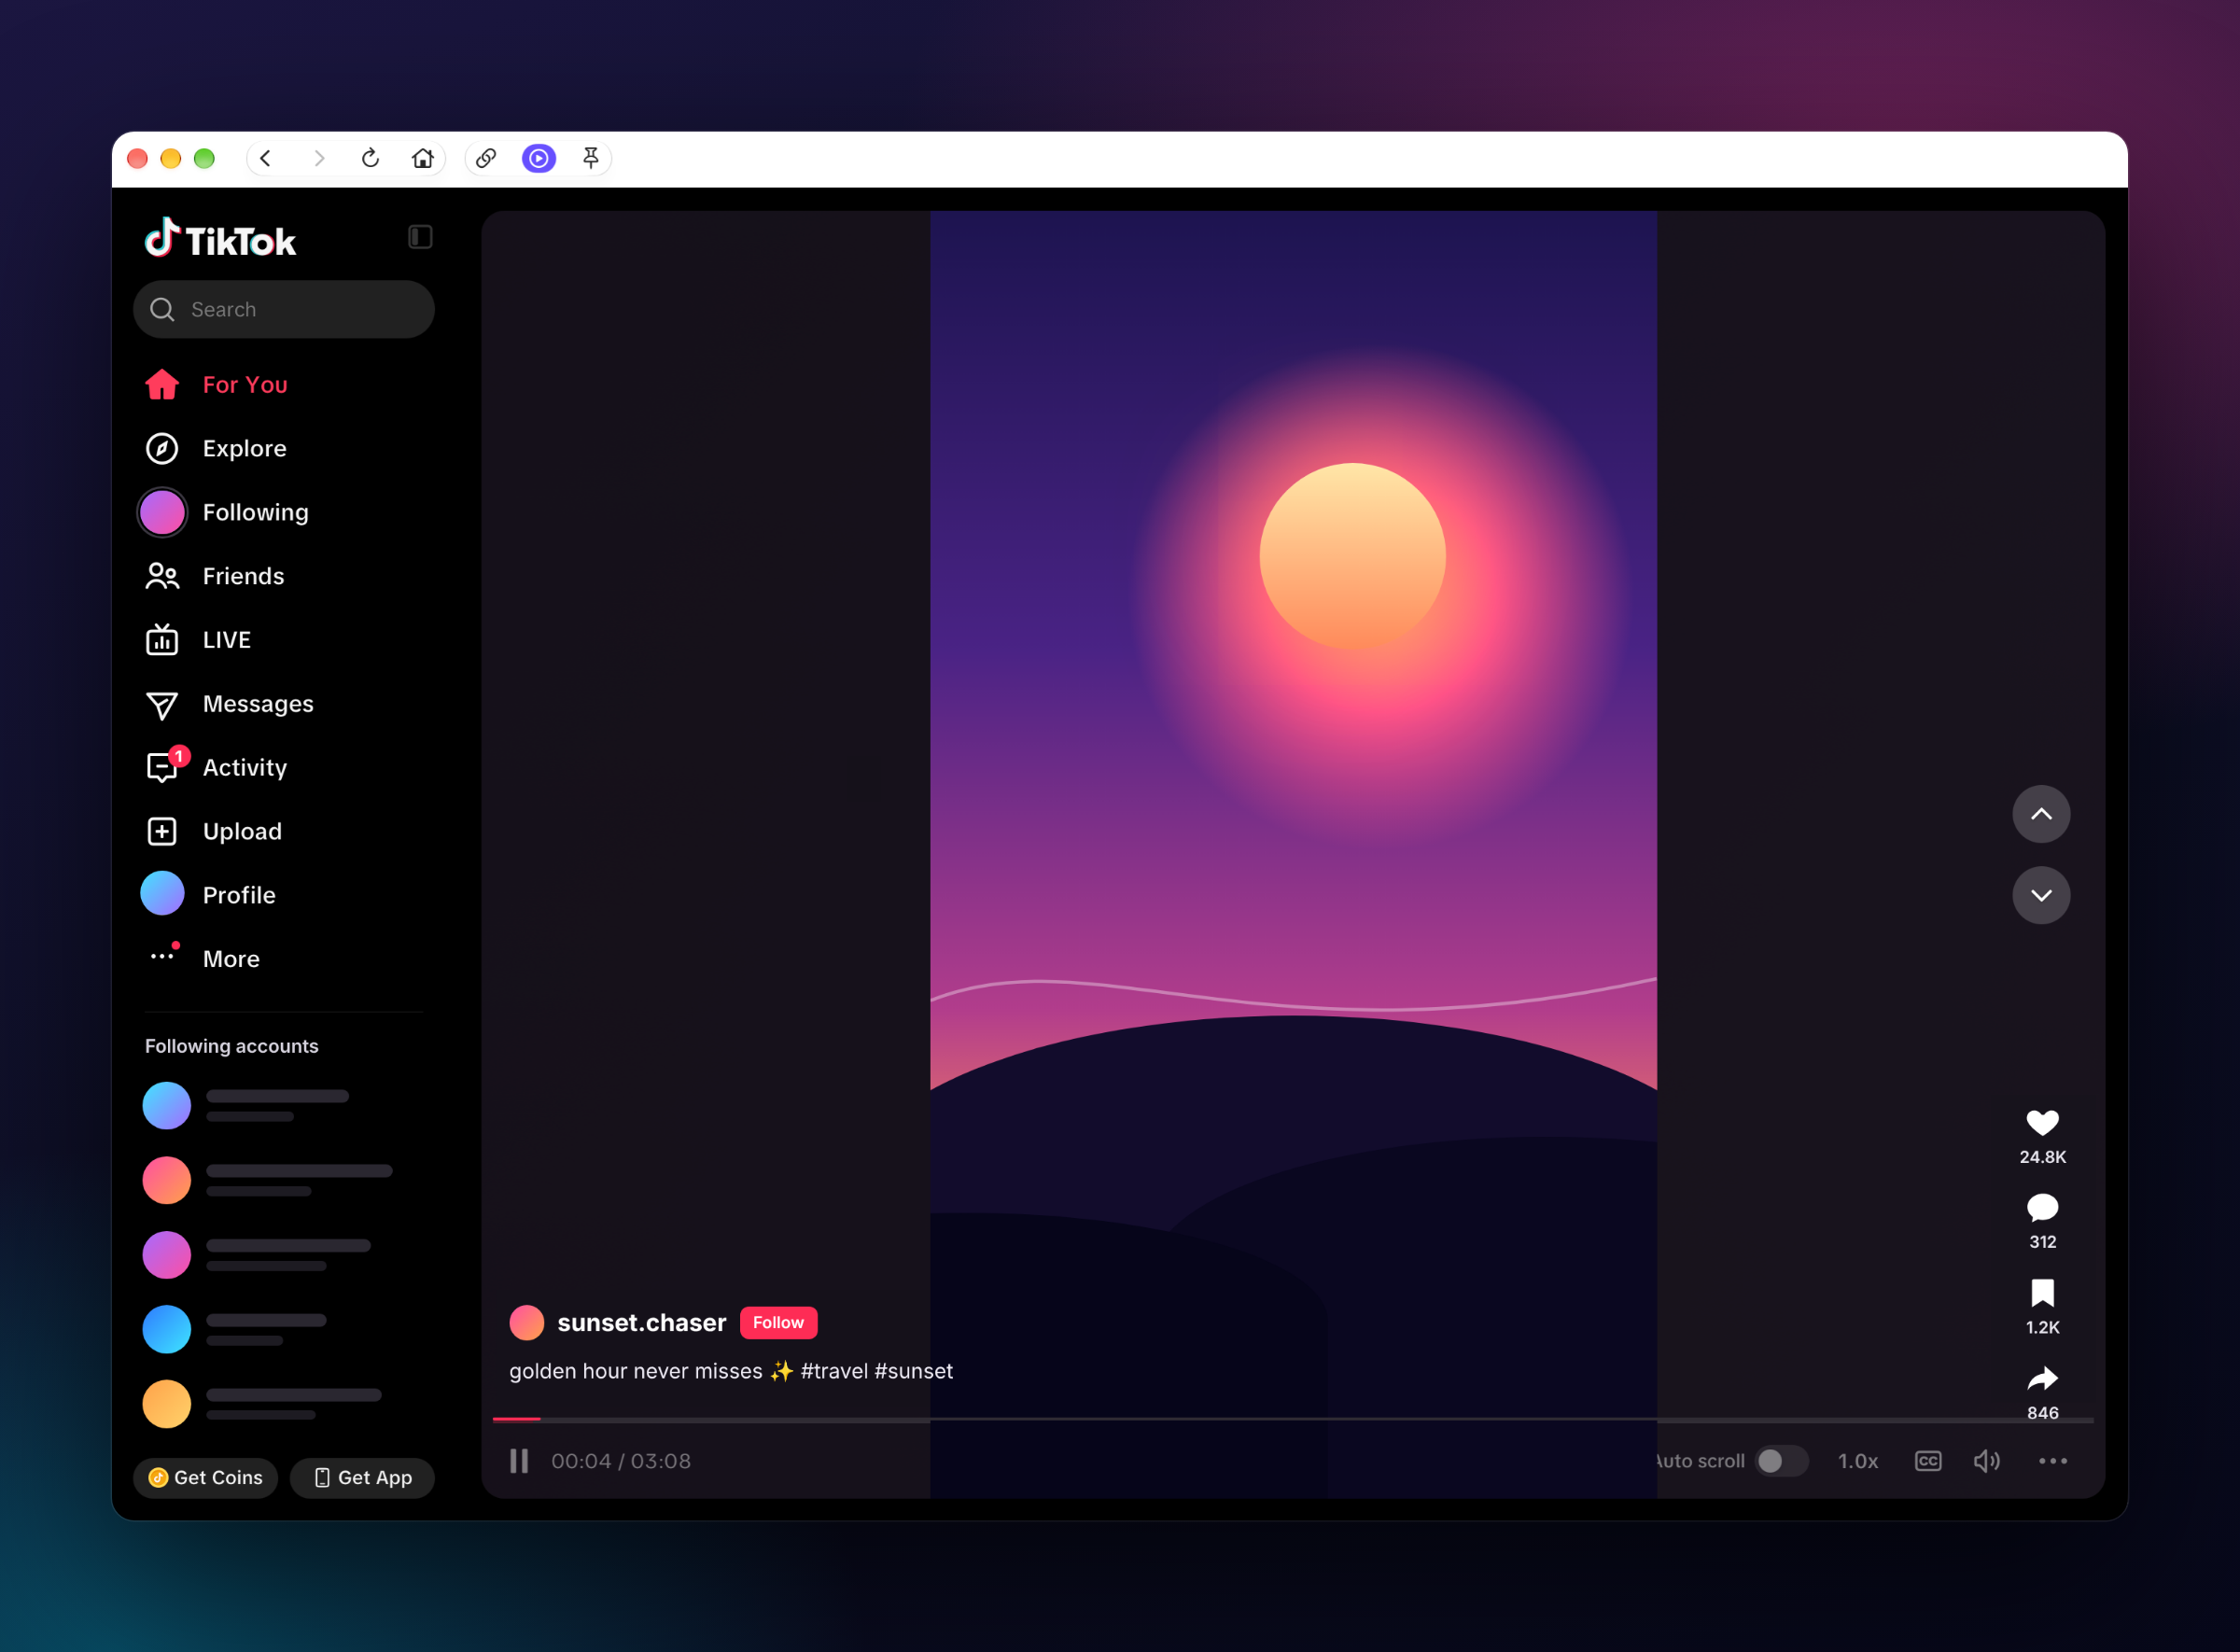 TikTok
Search
For You
Explore
Following
Friends
LIVE
Messages
1
Activity
Upload
Profile
More
Following accounts
Get Coins
Get App
24.8K
312
1.2K
846
sunset.chaser
Follow
golden hour never misses ✨ #travel #sunset
00:04 / 03:08
Auto scroll
1.0x
CC